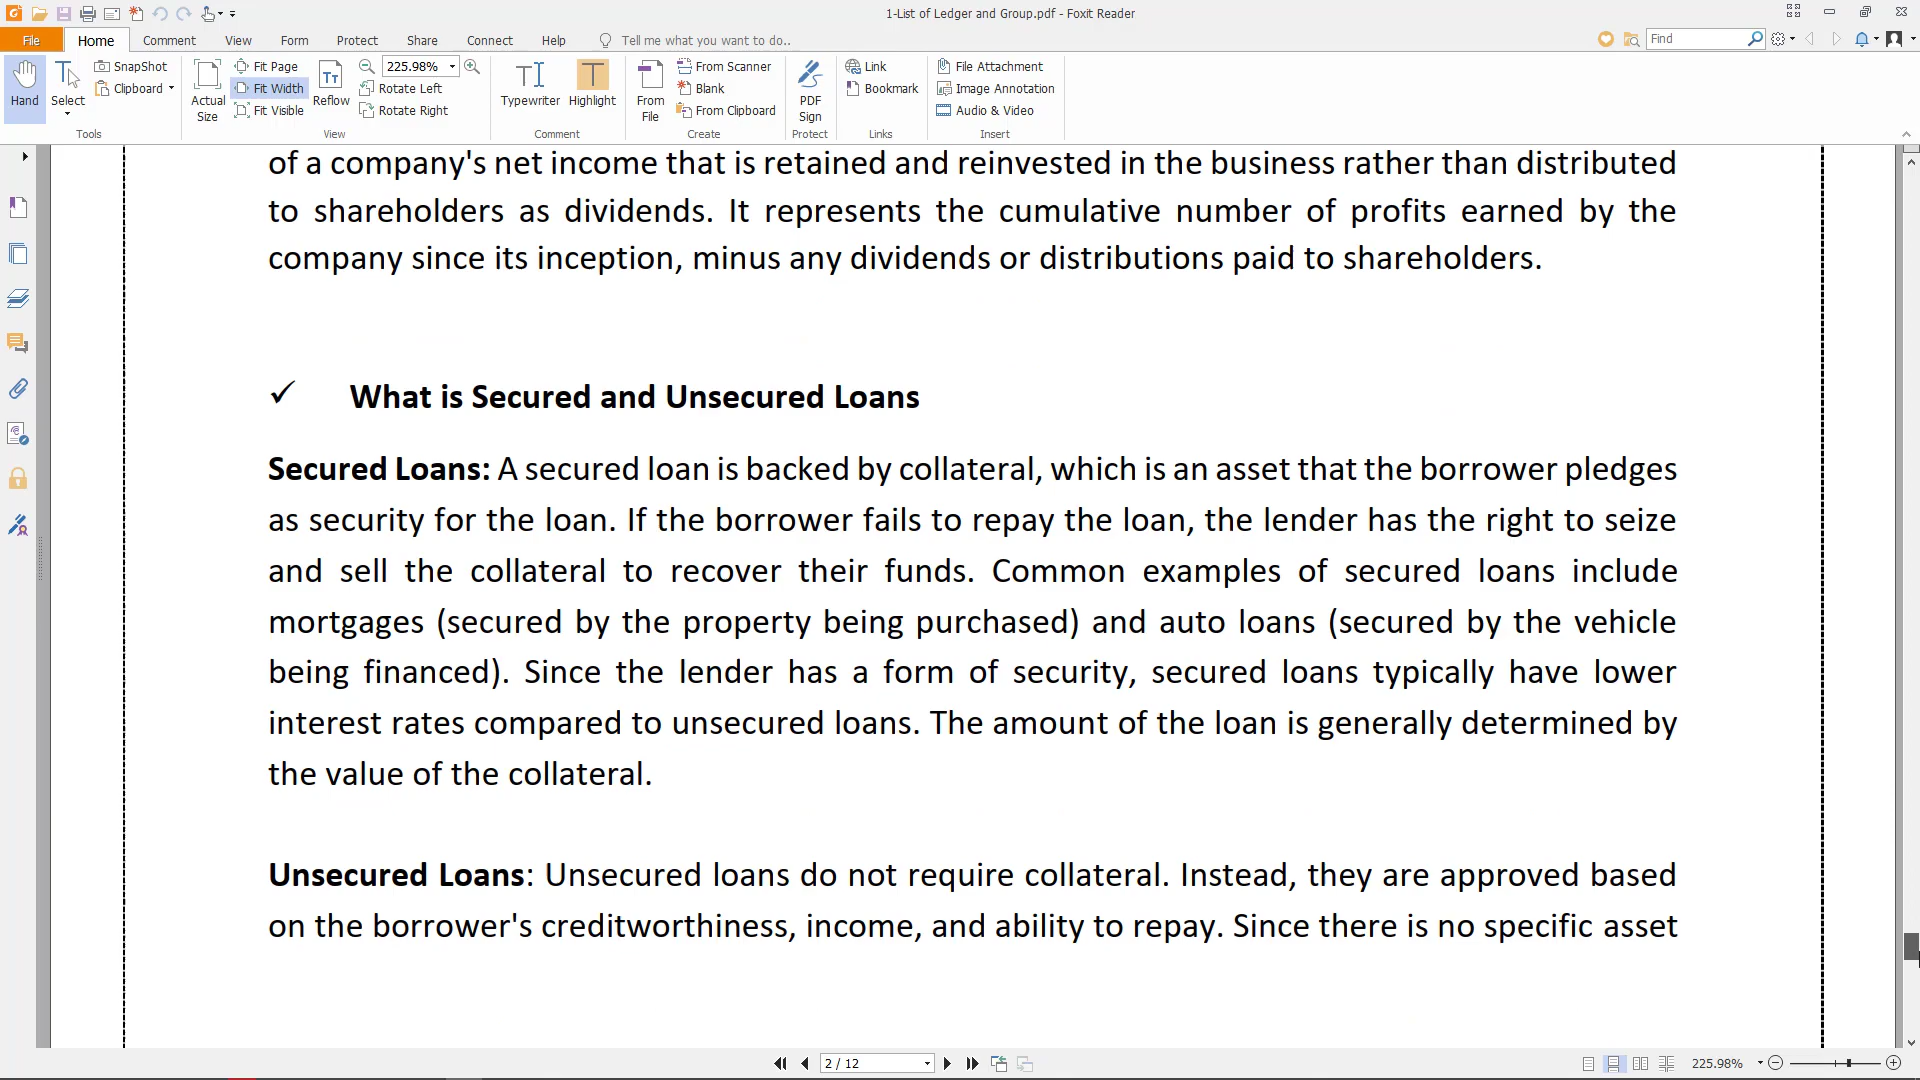 1-List of Ledger and Group.pdf - Foxit Reader
File Home Comment View Form Protect Share Connect Help Tell me what you want to do.. Find
Hand
Select
SnapShot
Clipboard
Tools
Actual Size
Fit Page
Fit Width
Fit Visible
Reflow
225.98%
Rotate Left
Rotate Right
View
Typewriter
Highlight
Comment
From File
From Scanner
Blank
From Clipboard
Create
PDF Sign
Protect
Link
Bookmark
Links
File Attachment
Image Annotation
Audio & Video
Insert
of a company's net income that is retained and reinvested in the business rather than distributed
to shareholders as dividends. It represents the cumulative number of profits earned by the
company since its inception, minus any dividends or distributions paid to shareholders.
✓ What is Secured and Unsecured Loans
Secured Loans: A secured loan is backed by collateral, which is an asset that the borrower pledges
as security for the loan. If the borrower fails to repay the loan, the lender has the right to seize
and sell the collateral to recover their funds. Common examples of secured loans include
mortgages (secured by the property being purchased) and auto loans (secured by the vehicle
being financed). Since the lender has a form of security, secured loans typically have lower
interest rates compared to unsecured loans. The amount of the loan is generally determined by
the value of the collateral.
Unsecured Loans: Unsecured loans do not require collateral. Instead, they are approved based
on the borrower's creditworthiness, income, and ability to repay. Since there is no specific asset
2 / 12
225.98%